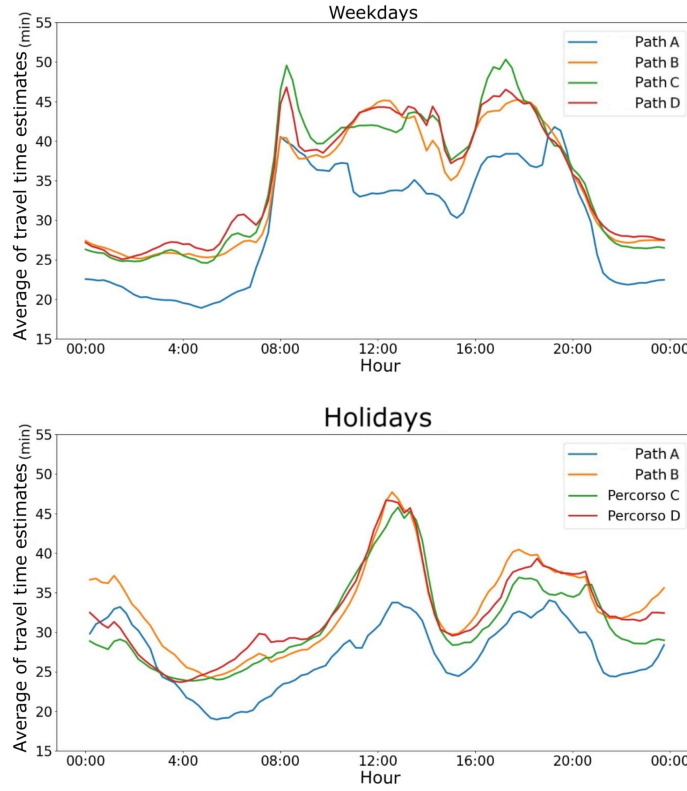 Weekdays
Average of travel time estimates (min)
55
50
45
40
35
30
25
20
15
Path A
Path B
Path C
Path D
00:00 4:00 08:00 12:00 16:00 20:00 00:00
Hour
Holidays
Average of travel time estimates (min)
55
50
45
40
35
30
25
20
15
Path A
Path B
Percorso C
Percorso D
00:00 4:00 08:00 12:00 16:00 20:00 00:00
Hour